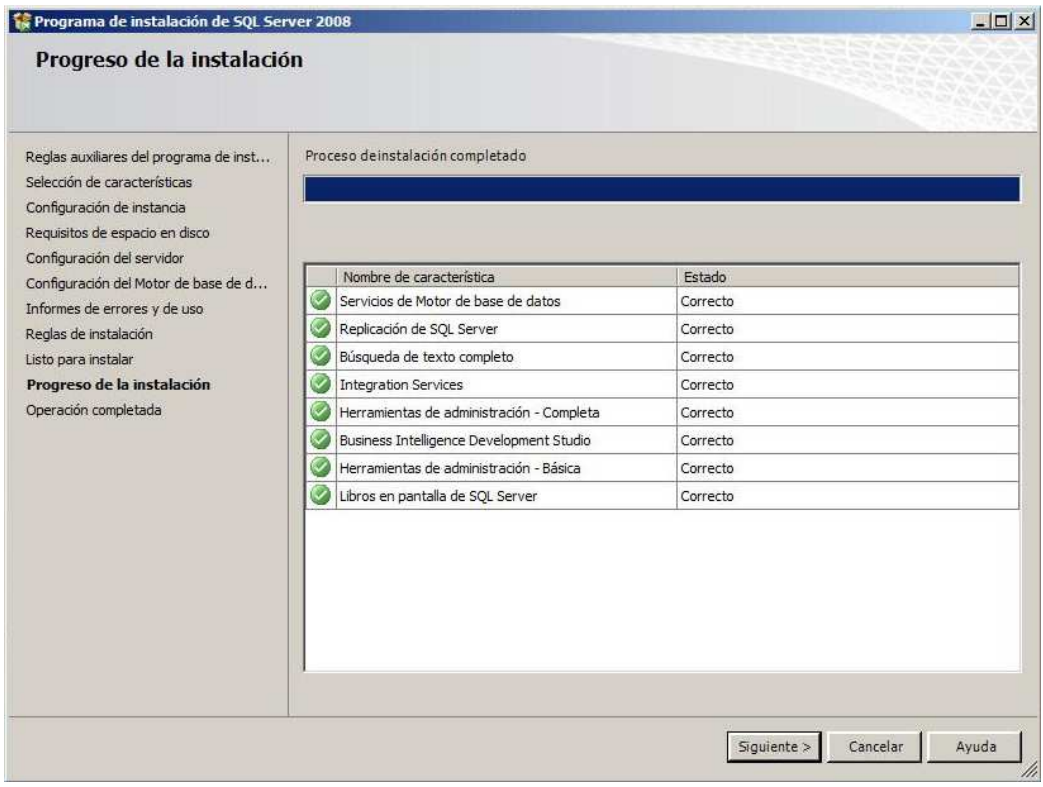 Programa de instalación de SQL Server 2008
Progreso de la instalación
Reglas auxiliares del programa de inst...
Selección de características
Configuración de instancia
Requisitos de espacio en disco
Configuración del servidor
Configuración del Motor de base de d...
Informes de errores y de uso
Reglas de instalación
Listo para instalar
Progreso de la instalación
Operación completada
Proceso deinstalación completado
Nombre de característica Estado
Servicios de Motor de base de datos Correcto
Replicación de SQL Server Correcto
Búsqueda de texto completo Correcto
Integration Services Correcto
Herramientas de administración - Completa Correcto
Business Intelligence Development Studio Correcto
Herramientas de administración - Básica Correcto
Libros en pantalla de SQL Server Correcto
Siguiente > Cancelar Ayuda